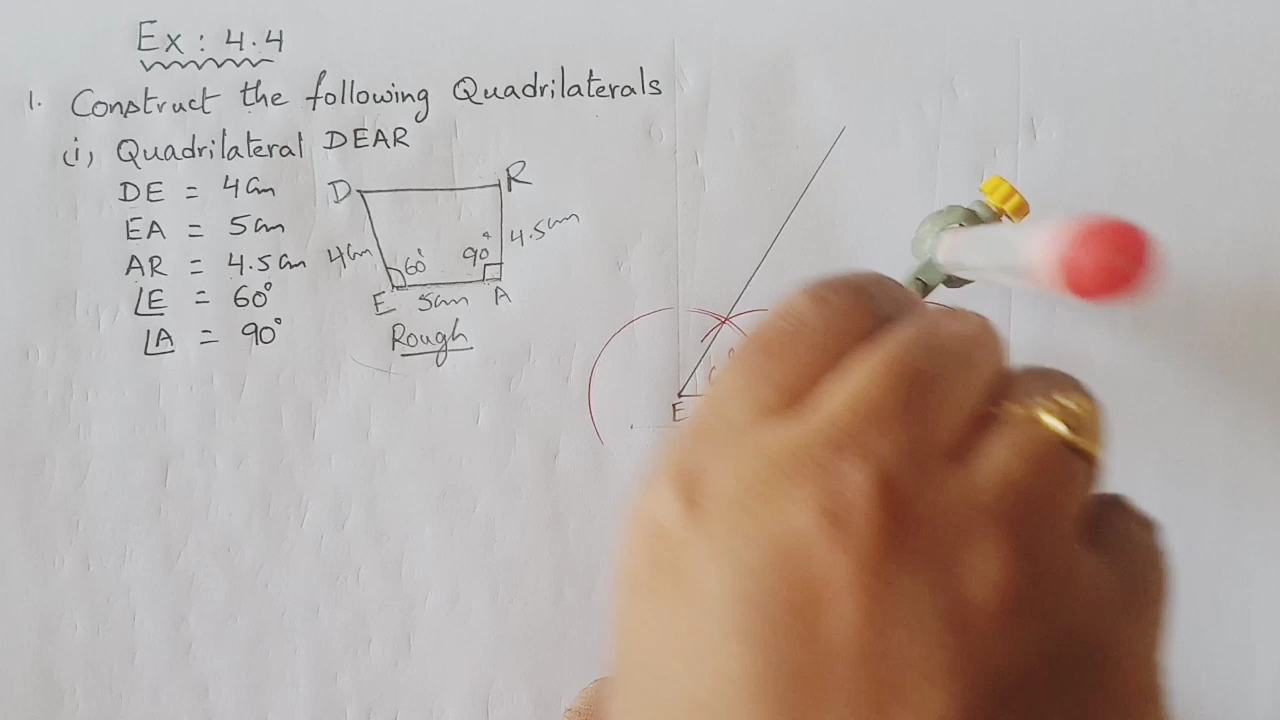 Ex : 4.4
1. Construct the following Quadrilaterals
(i) Quadrilateral DEAR
DE = 4cm
EA = 5cm
AR = 4.5cm
∠E = 60°
∠A = 90°
D R
4cm 60° 90° 4.5cm
E 5cm A
Rough
E